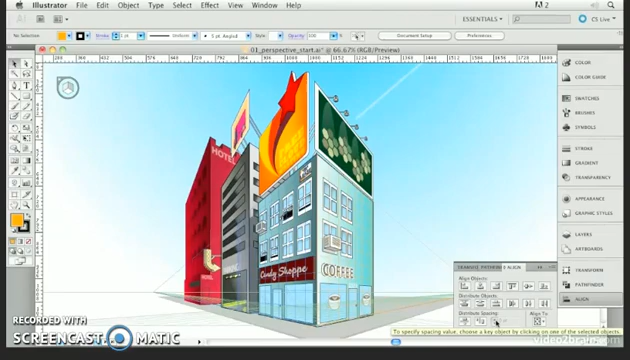 Illustrator File Edit Object Type Select Effect View Window Help
ESSENTIALS
CS Live
No Selection
Stroke:
Uniform
Style:
Opacity:
Document Setup
Preferences
01_perspective_start.ai* @ 66.67% (RGB/Preview)
COLOR
COLOR GUIDE
SWATCHES
BRUSHES
SYMBOLS
STROKE
GRADIENT
TRANSPARENCY
APPEARANCE
GRAPHIC STYLES
LAYERS
ARTBOARDS
TRANSFORM
PATHFINDER
ALIGN
HOTEL
Candy Shoppe
COFFEE
ALIGN
Align Objects:
Distribute Objects:
Distribute Spacing:
Align To:
To specify spacing value, choose a key object by clicking on one of the selected objects.
RECORDED WITH
SCREENCAST MATIC